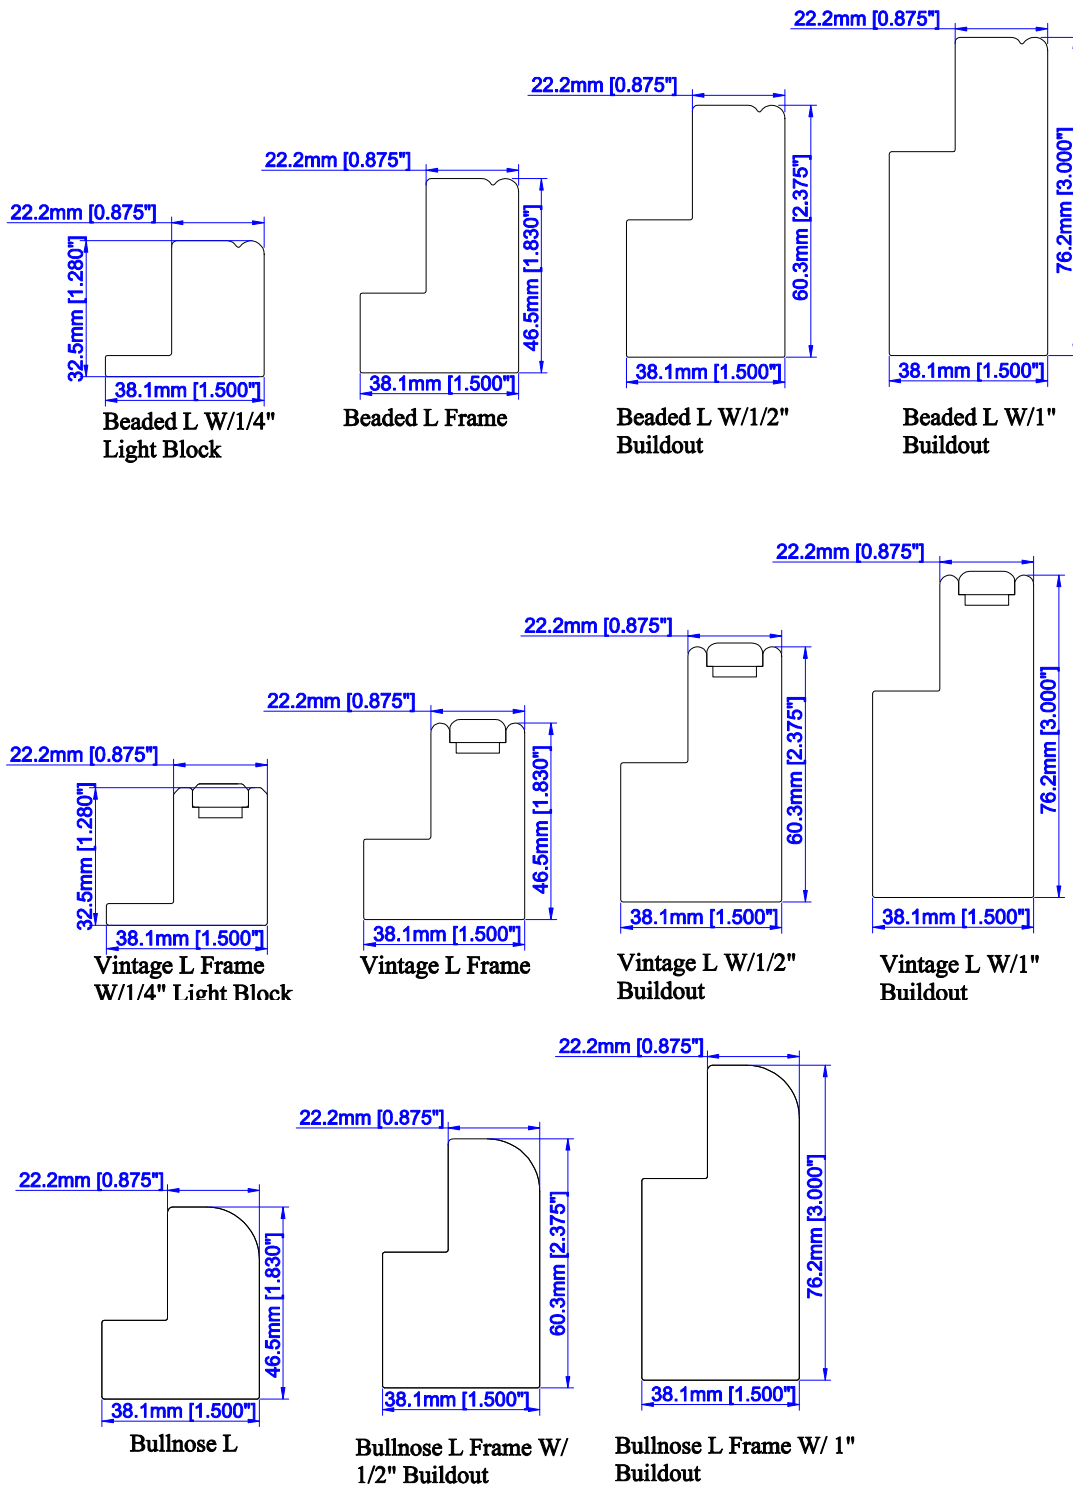 22.2mm [0.875"]
76.2mm [3.000"]
38.1mm [1.500"]
Beaded L W/1"
Buildout
22.2mm [0.875"]
60.3mm [2.375"]
38.1mm [1.500"]
Beaded L W/1/2"
Buildout
22.2mm [0.875"]
46.5mm [1.830"]
38.1mm [1.500"]
Beaded L Frame
22.2mm [0.875"]
32.5mm [1.280"]
38.1mm [1.500"]
Beaded L W/1/4"
Light Block
22.2mm [0.875"]
76.2mm [3.000"]
38.1mm [1.500"]
Vintage L W/1"
Buildout
22.2mm [0.875"]
60.3mm [2.375"]
38.1mm [1.500"]
Vintage L W/1/2"
Buildout
22.2mm [0.875"]
46.5mm [1.830"]
38.1mm [1.500"]
Vintage L Frame
22.2mm [0.875"]
32.5mm [1.280"]
38.1mm [1.500"]
Vintage L Frame
W/1/4" Light Block
22.2mm [0.875"]
76.2mm [3.000"]
38.1mm [1.500"]
Bullnose L Frame W/ 1"
Buildout
22.2mm [0.875"]
60.3mm [2.375"]
38.1mm [1.500"]
Bullnose L Frame W/
1/2" Buildout
22.2mm [0.875"]
46.5mm [1.830"]
38.1mm [1.500"]
Bullnose L